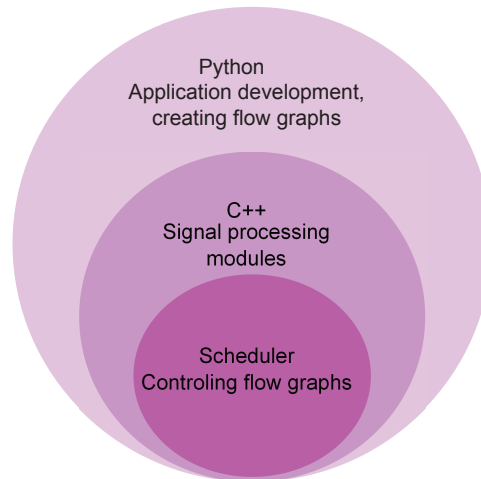 Python
Application development,
creating flow graphs
C++
Signal processing
modules
Scheduler
Controling flow graphs